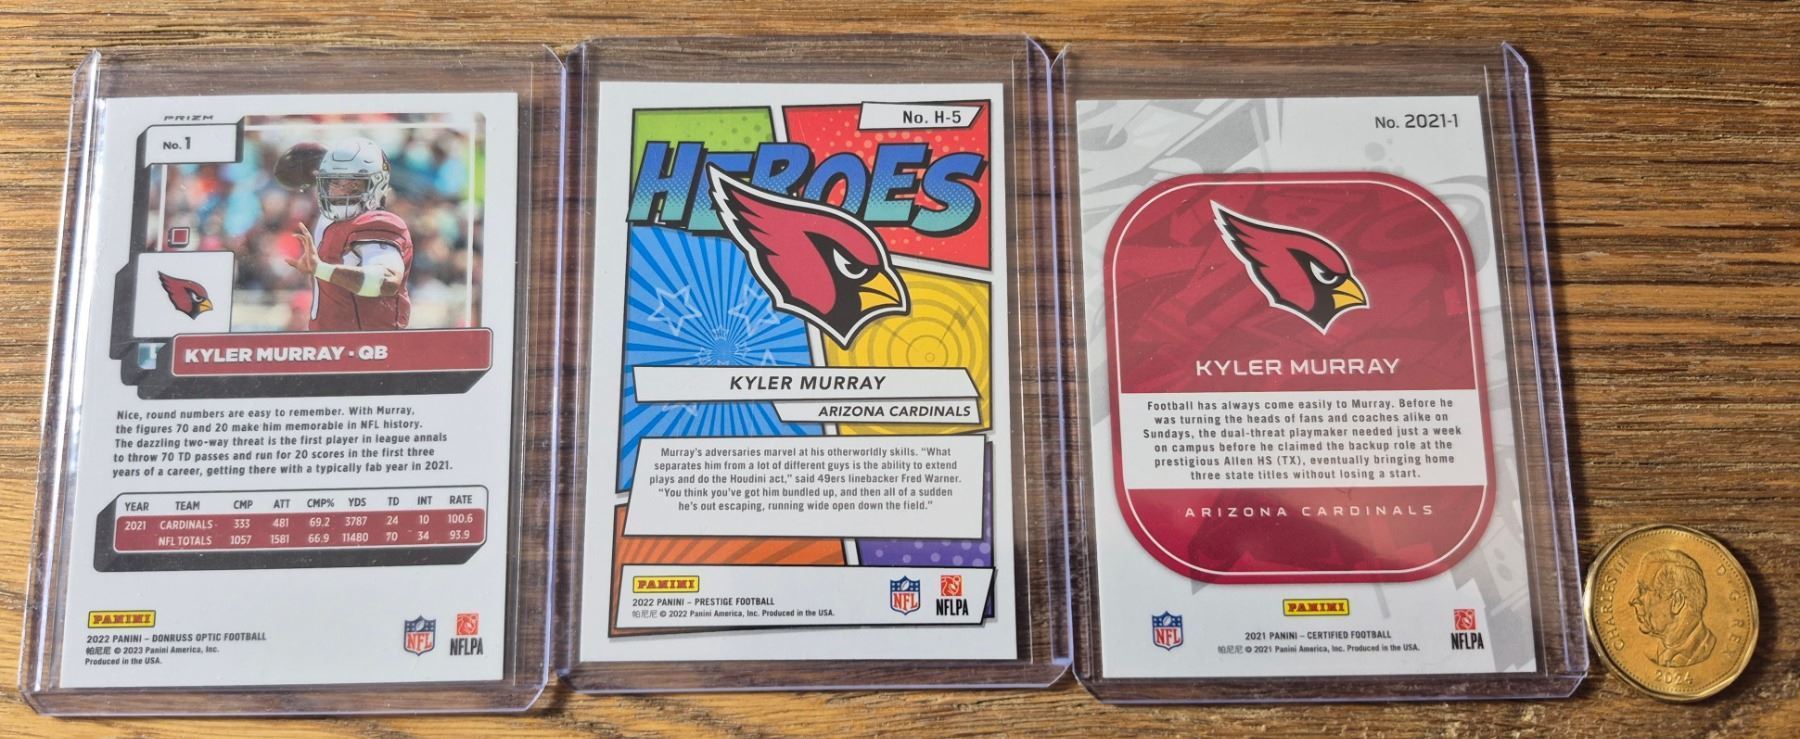 PRIZM
No. 1
KYLER MURRAY · QB
Nice, round numbers are easy to remember. With Murray,
the figures 70 and 20 make him memorable in NFL history.
The dazzling two-way threat is the first player in league annals
to throw 70 TD passes and run for 20 scores in the first three
years of a career, getting there with a typically fab year in 2021.
YEAR TEAM CMP ATT CMP% YDS TD INT RATE
2021 CARDINALS 333 481 69.2 3787 24 10 100.6
NFL TOTALS 1057 1581 66.9 11480 70 34 93.9
PANINI
2022 PANINI – DONRUSS OPTIC FOOTBALL
帕尼尼 © 2023 Panini America, Inc.
Produced in the USA.
NFL
NFLPA
No. H-5
HEROES
KYLER MURRAY
ARIZONA CARDINALS
Murray's adversaries marvel at his otherworldly skills. "What
separates him from a lot of different guys is the ability to extend
plays and do the Houdini act," said 49ers linebacker Fred Warner.
"You think you've got him bundled up, and then all of a sudden
he's out escaping, running wide open down the field."
PANINI
2022 PANINI – PRESTIGE FOOTBALL
帕尼尼 © 2022 Panini America, Inc. Produced in the USA.
NFL
NFLPA
No. 2021-1
KYLER MURRAY
Football has always come easily to Murray. Before he
was turning the heads of fans and coaches alike on
Sundays, the dual-threat playmaker needed just a week
on campus before he claimed the backup role at the
prestigious Allen HS (TX), eventually bringing home
three state titles without losing a start.
ARIZONA CARDINALS
PANINI
2021 PANINI – CERTIFIED FOOTBALL
帕尼尼 © 2021 Panini America, Inc. Produced in the USA.
NFL
NFLPA
CHARLES III D·G·REX
2024